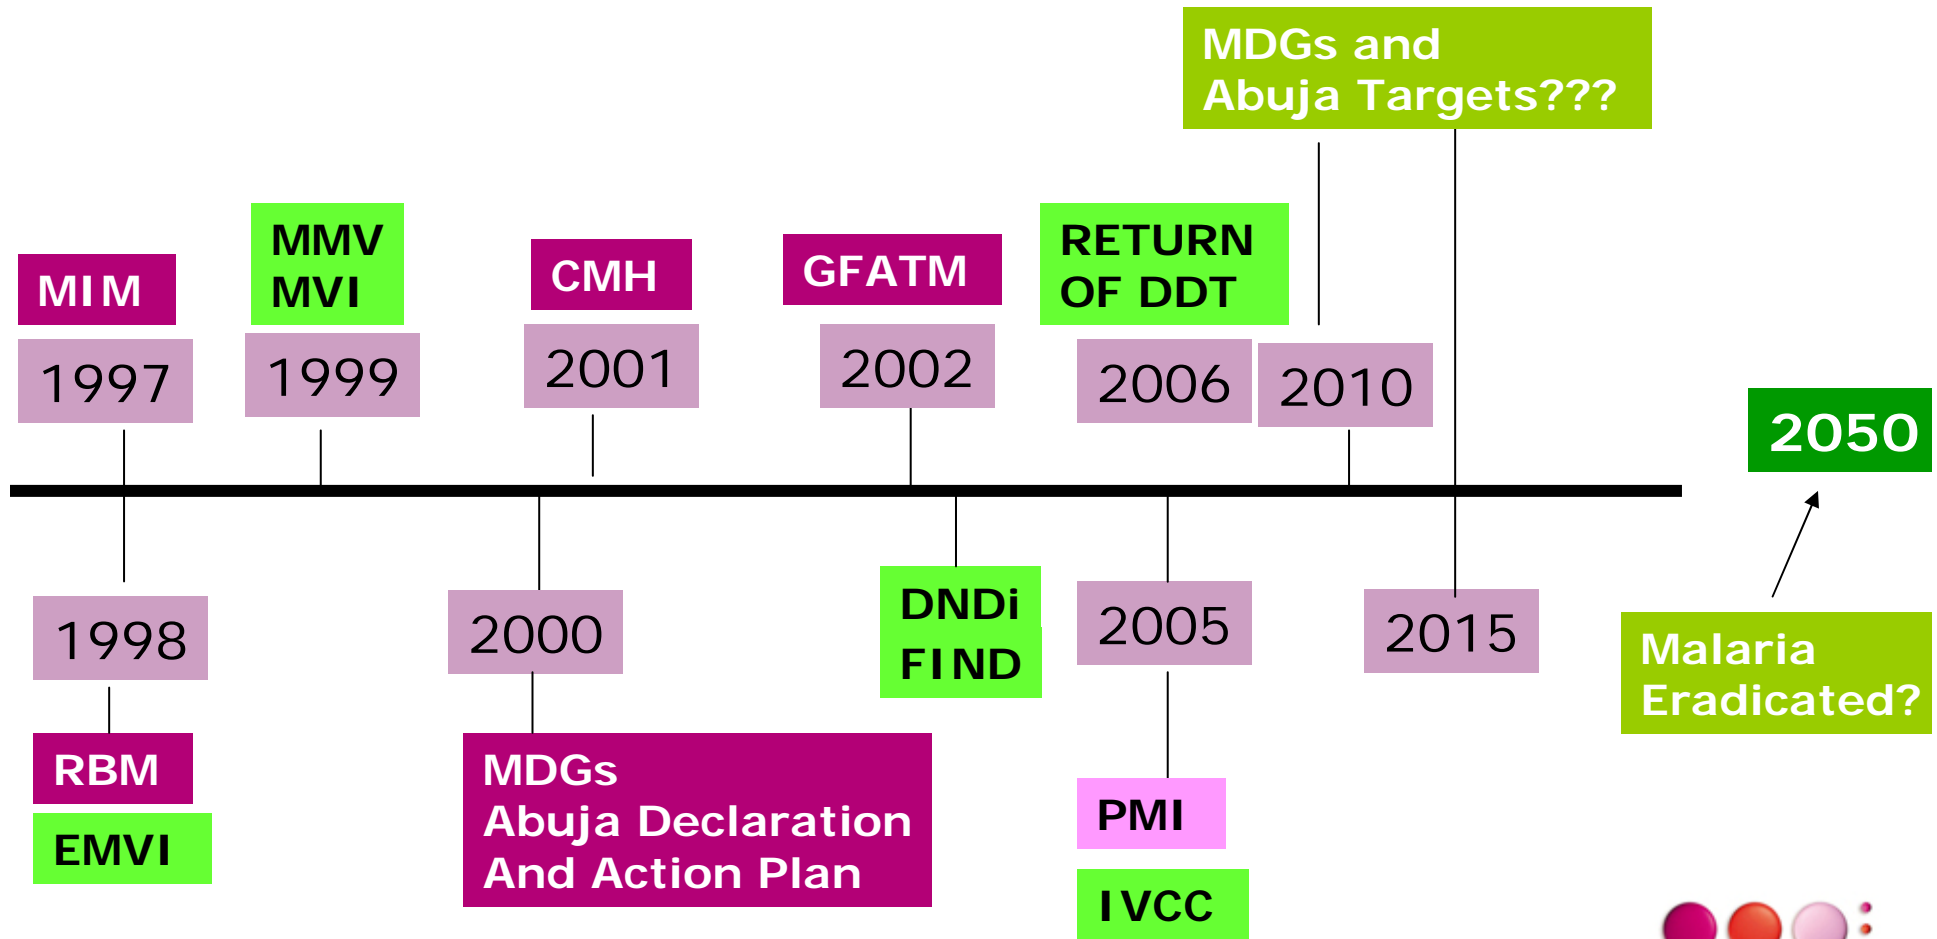 MDGs and
Abuja Targets???
MIM
1997
MMV
MVI
1999
CMH
2001
GFATM
2002
RETURN
OF DDT
2006
2010
2050
1998
RBM
EMVI
2000
MDGs
Abuja Declaration
And Action Plan
DNDi
FIND
2005
PMI
IVCC
2015
Malaria
Eradicated?